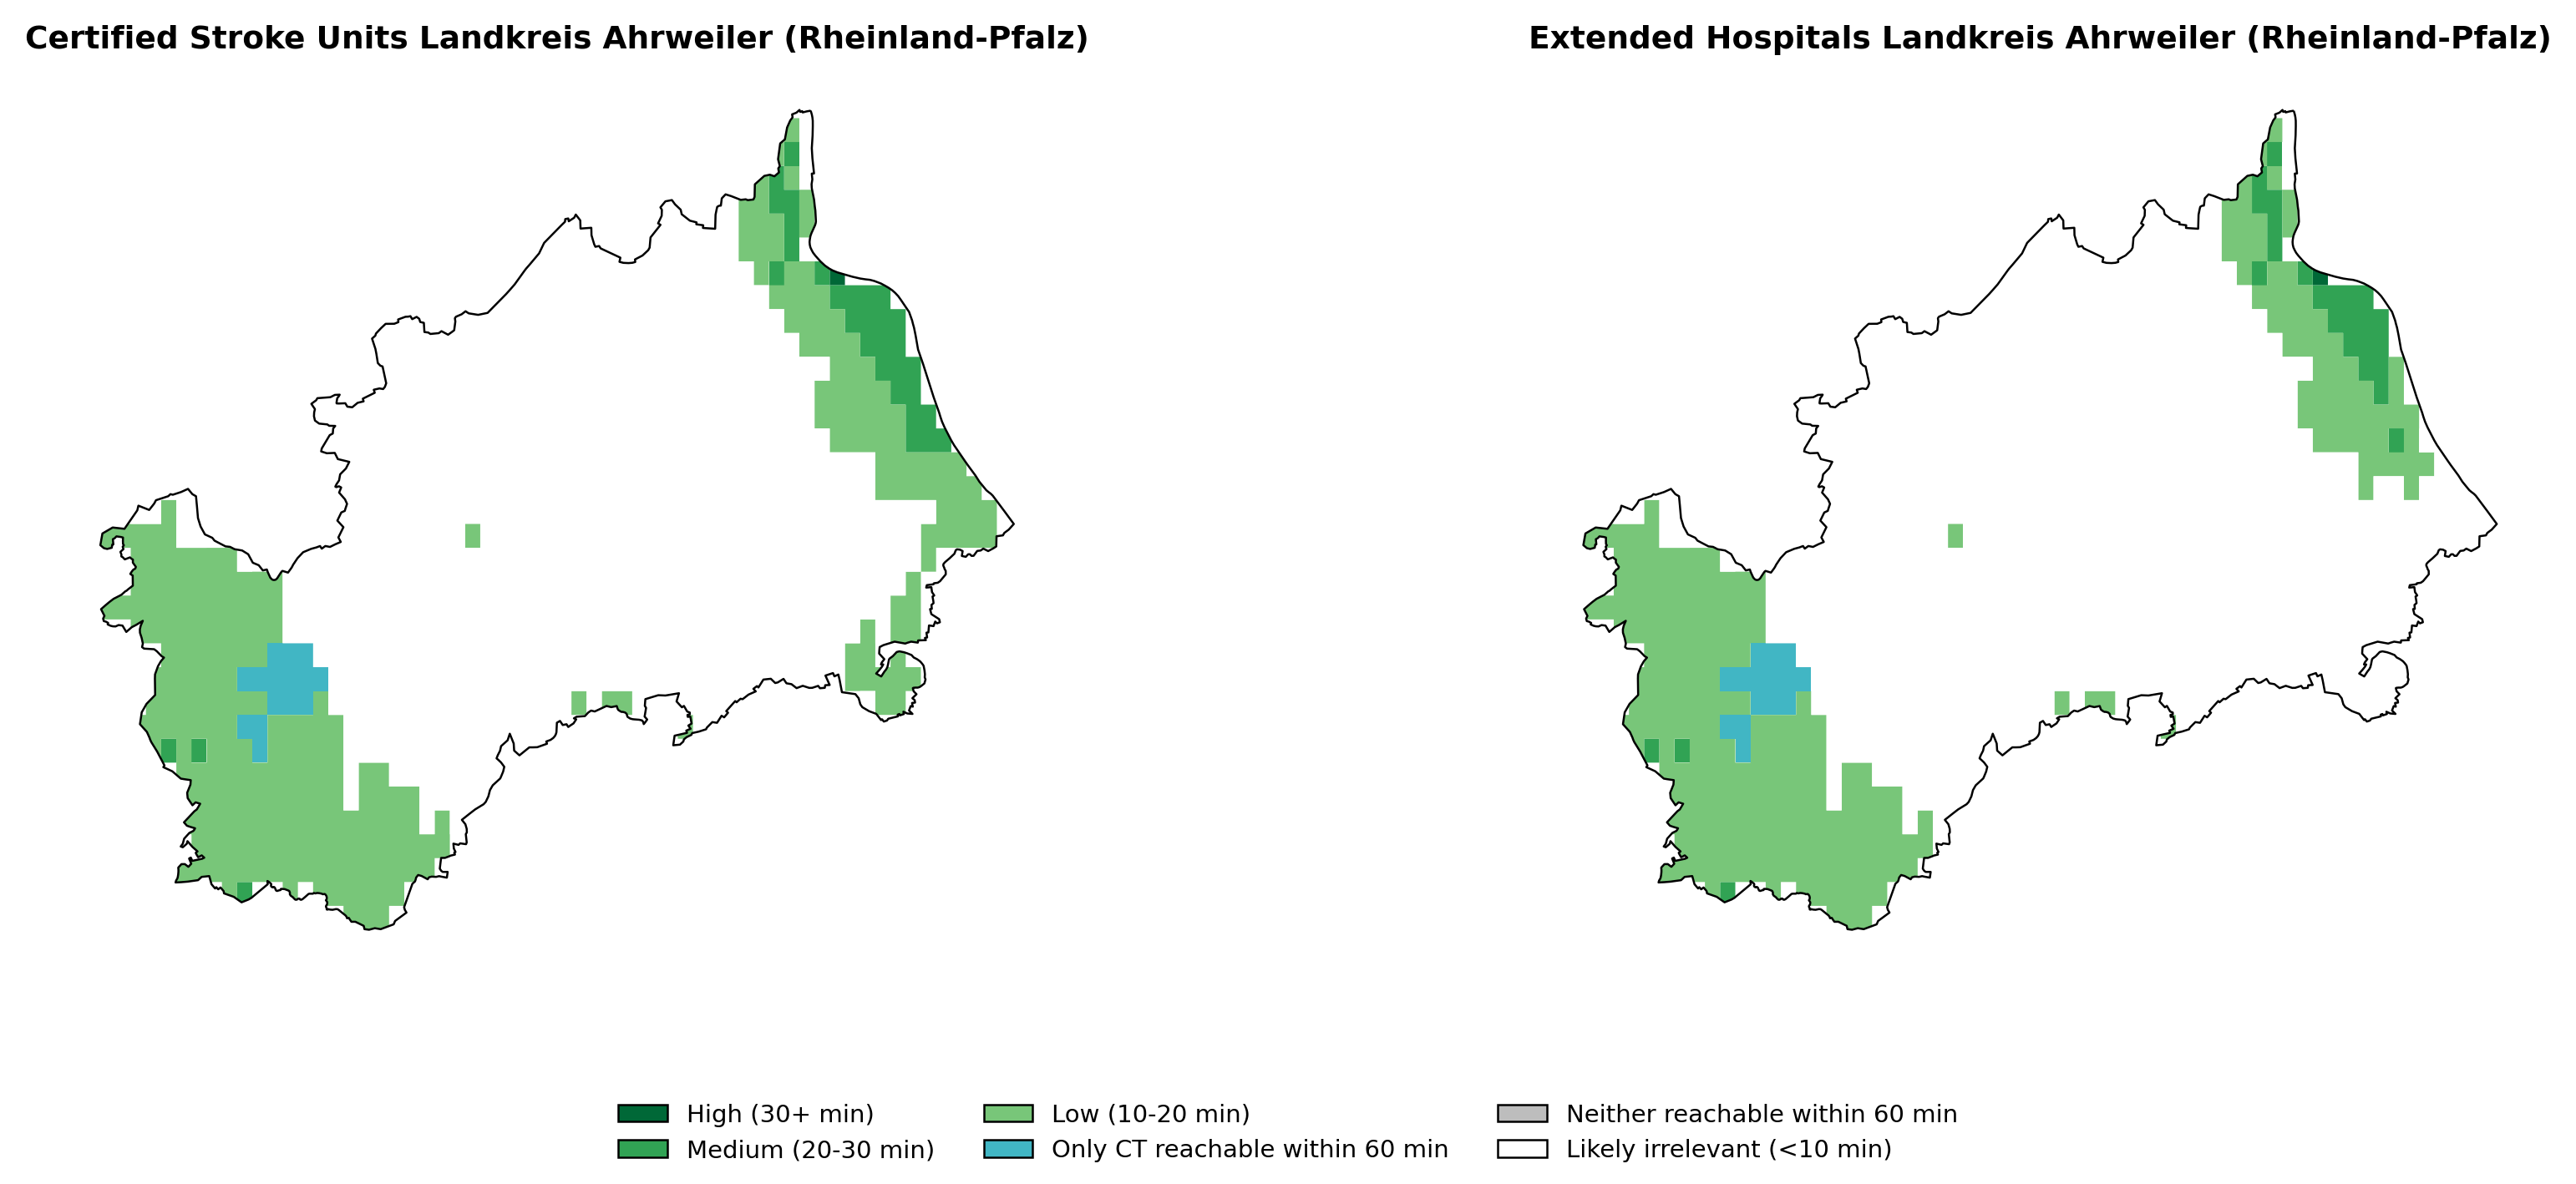 Certified Stroke Units Landkreis Ahrweiler (Rheinland-Pfalz)
Extended Hospitals Landkreis Ahrweiler (Rheinland-Pfalz)
High (30+ min)
Medium (20-30 min)
Low (10-20 min)
Only CT reachable within 60 min
Neither reachable within 60 min
Likely irrelevant (<10 min)